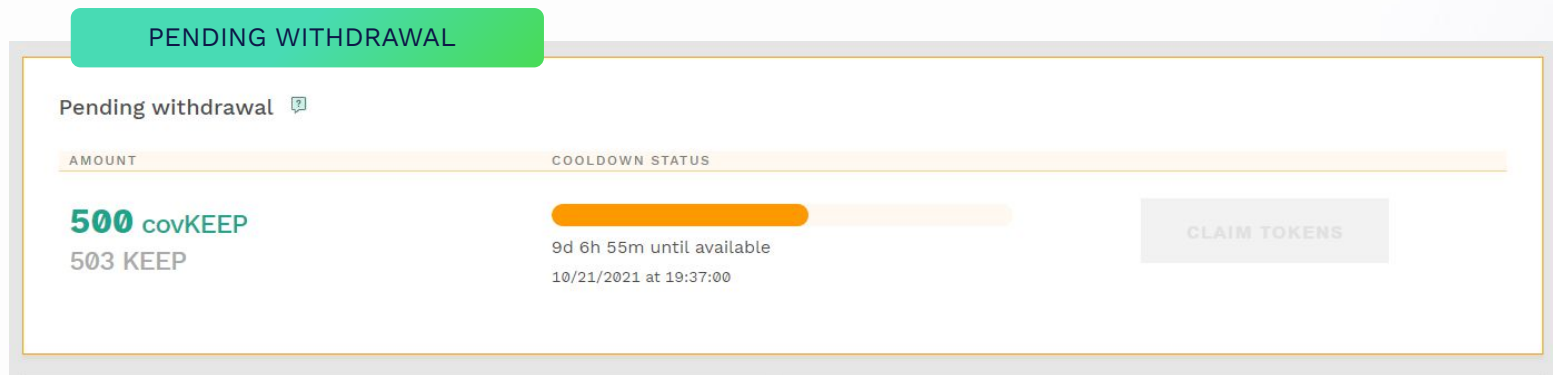 PENDING WITHDRAWAL
Pending withdrawal ?
AMOUNT COOLDOWN STATUS
500 covKEEP
503 KEEP
9d 6h 55m until available
10/21/2021 at 19:37:00
CLAIM TOKENS